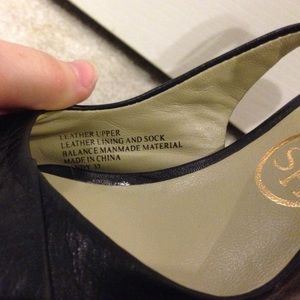 LEATHER UPPER
LEATHER LINING AND SOCK
BALANCE MANMADE MATERIAL
MADE IN CHINA